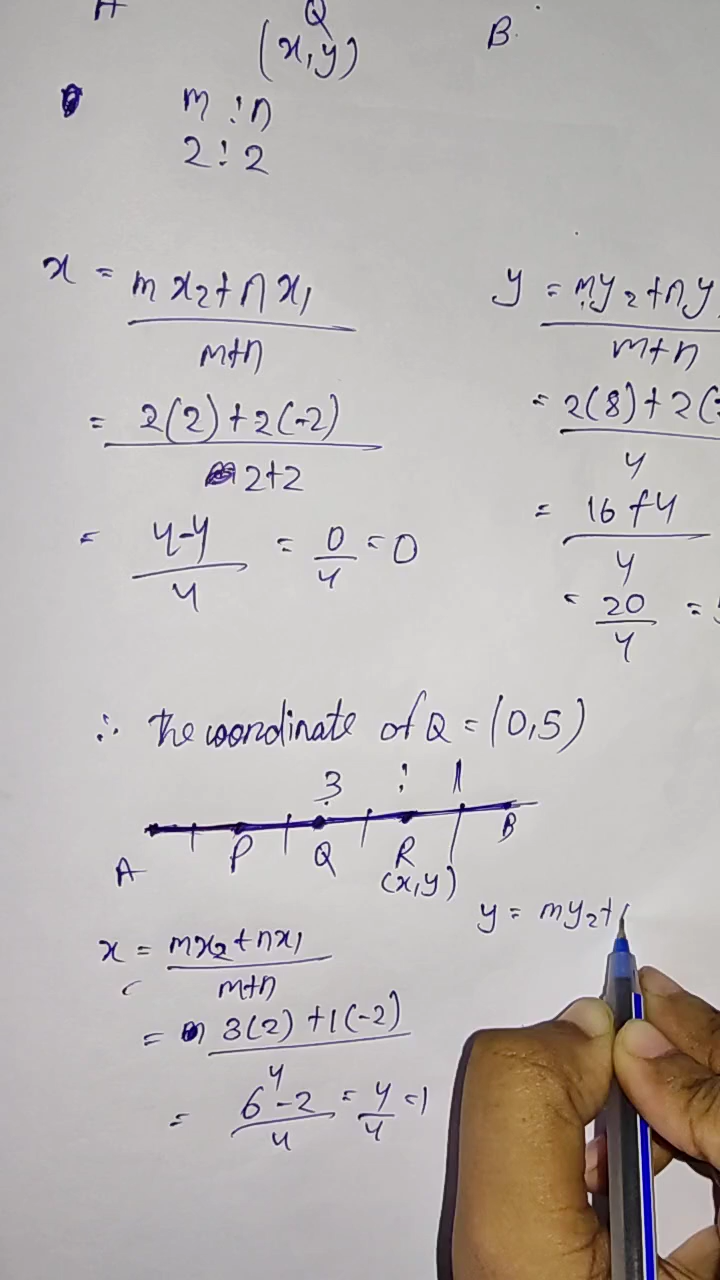 A Q B
(x, y)
m : n
2 : 2
x = mx₂ + nx₁
m+n
= 2(2) + 2(-2)
2+2
= 4-4 = 0 = 0
4 4
y = my₂ + ny
m+n
= 2(8) + 2(
4
= 16+4
4
= 20 =
4
∴ The coordinate of Q = (0,5)
3 : 1
A P Q R B
(x, y)
x = mx₂ + nx₁
m+n
= 3(2) + 1(-2)
4
= 6-2 = 4 = 1
4 4
y = my₂ +